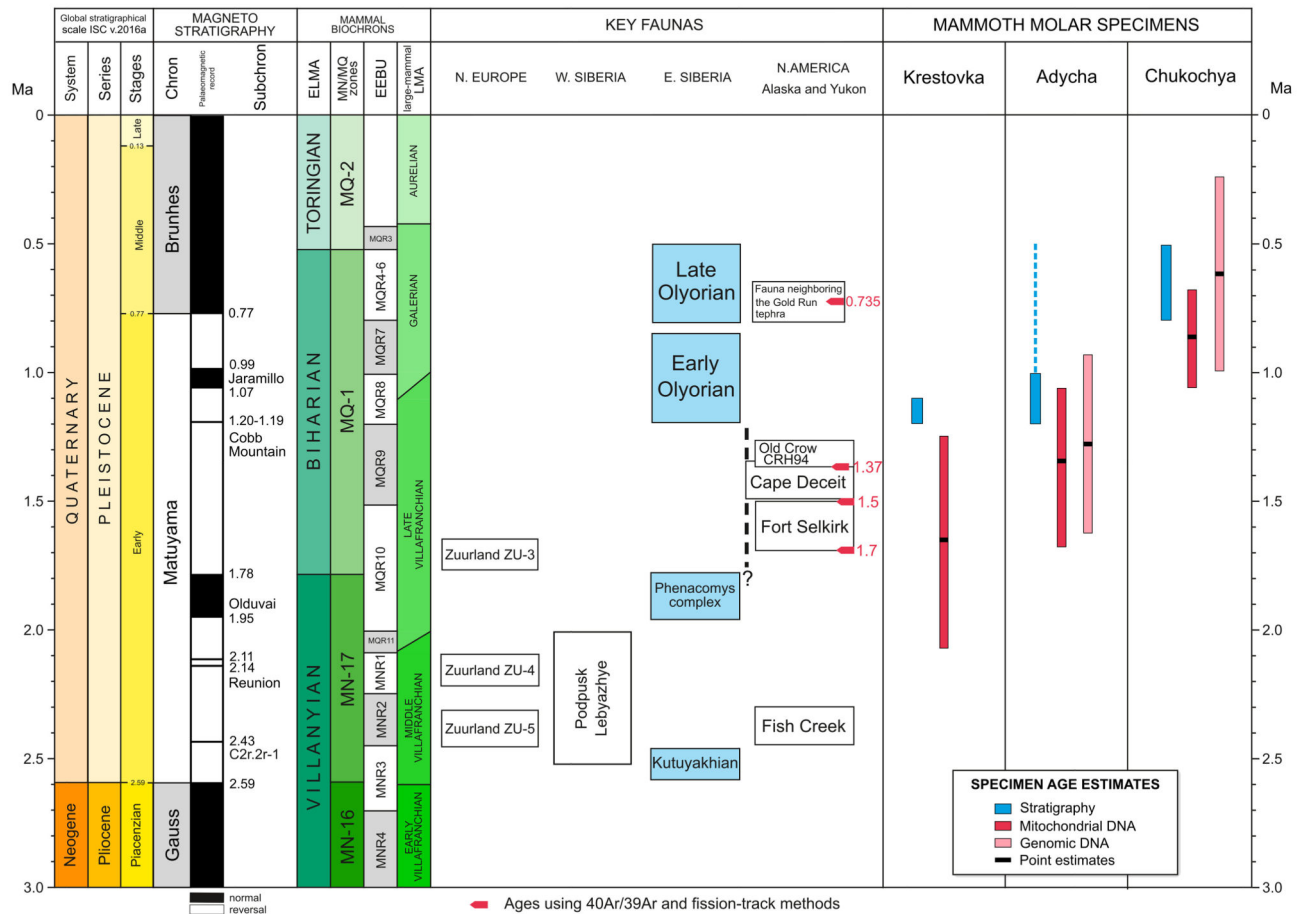 Global stratigraphical
scale ISC v.2016a
MAGNETO
STRATIGRAPHY
MAMMAL
BIOCHRONS
KEY FAUNAS
MAMMOTH MOLAR SPECIMENS
Ma
System
Series
Stages
Chron
Palaeomagnetic
record
Subchron
ELMA
MN/MQ
zones
EEBU
large-mammal
LMA
N. EUROPE
W. SIBERIA
E. SIBERIA
N.AMERICA
Alaska and Yukon
Krestovka
Adycha
Chukochya
Ma
0
0.5
1.0
1.5
2.0
2.5
3.0
QUATERNARY
Neogene
PLEISTOCENE
Pliocene
Late
0.13
Middle
0.77
Early
2.59
Piacenzian
Brunhes
Matuyama
Gauss
0.77
0.99
Jaramillo
1.07
1.20-1.19
Cobb
Mountain
1.78
Olduvai
1.95
2.11
2.14
Reunion
2.43
C2r.2r-1
2.59
TORINGIAN
BIHARIAN
VILLANYIAN
MQ-2
MQ-1
MN-17
MN-16
MQR3
MQR4-6
MQR7
MQR8
MQR9
MQR10
MQR11
MNR1
MNR2
MNR3
MNR4
AURELIAN
GALERIAN
LATE
VILLAFRANCHIAN
MIDDLE
VILLAFRANCHIAN
EARLY
VILLAFRANCHIAN
Zuurland ZU-3
Zuurland ZU-4
Zuurland ZU-5
Podpusk
Lebyazhye
Late
Olyorian
Early
Olyorian
Phenacomys
complex
Kutuyakhian
?
Fauna neighboring
the Gold Run
tephra
0.735
Old Crow
CRH94
1.37
Cape Deceit
1.5
Fort Selkirk
1.7
Fish Creek
0
0.5
1.0
1.5
2.0
2.5
3.0
SPECIMEN AGE ESTIMATES
Stratigraphy
Mitochondrial DNA
Genomic DNA
Point estimates
normal
reversal
Ages using 40Ar/39Ar and fission-track methods